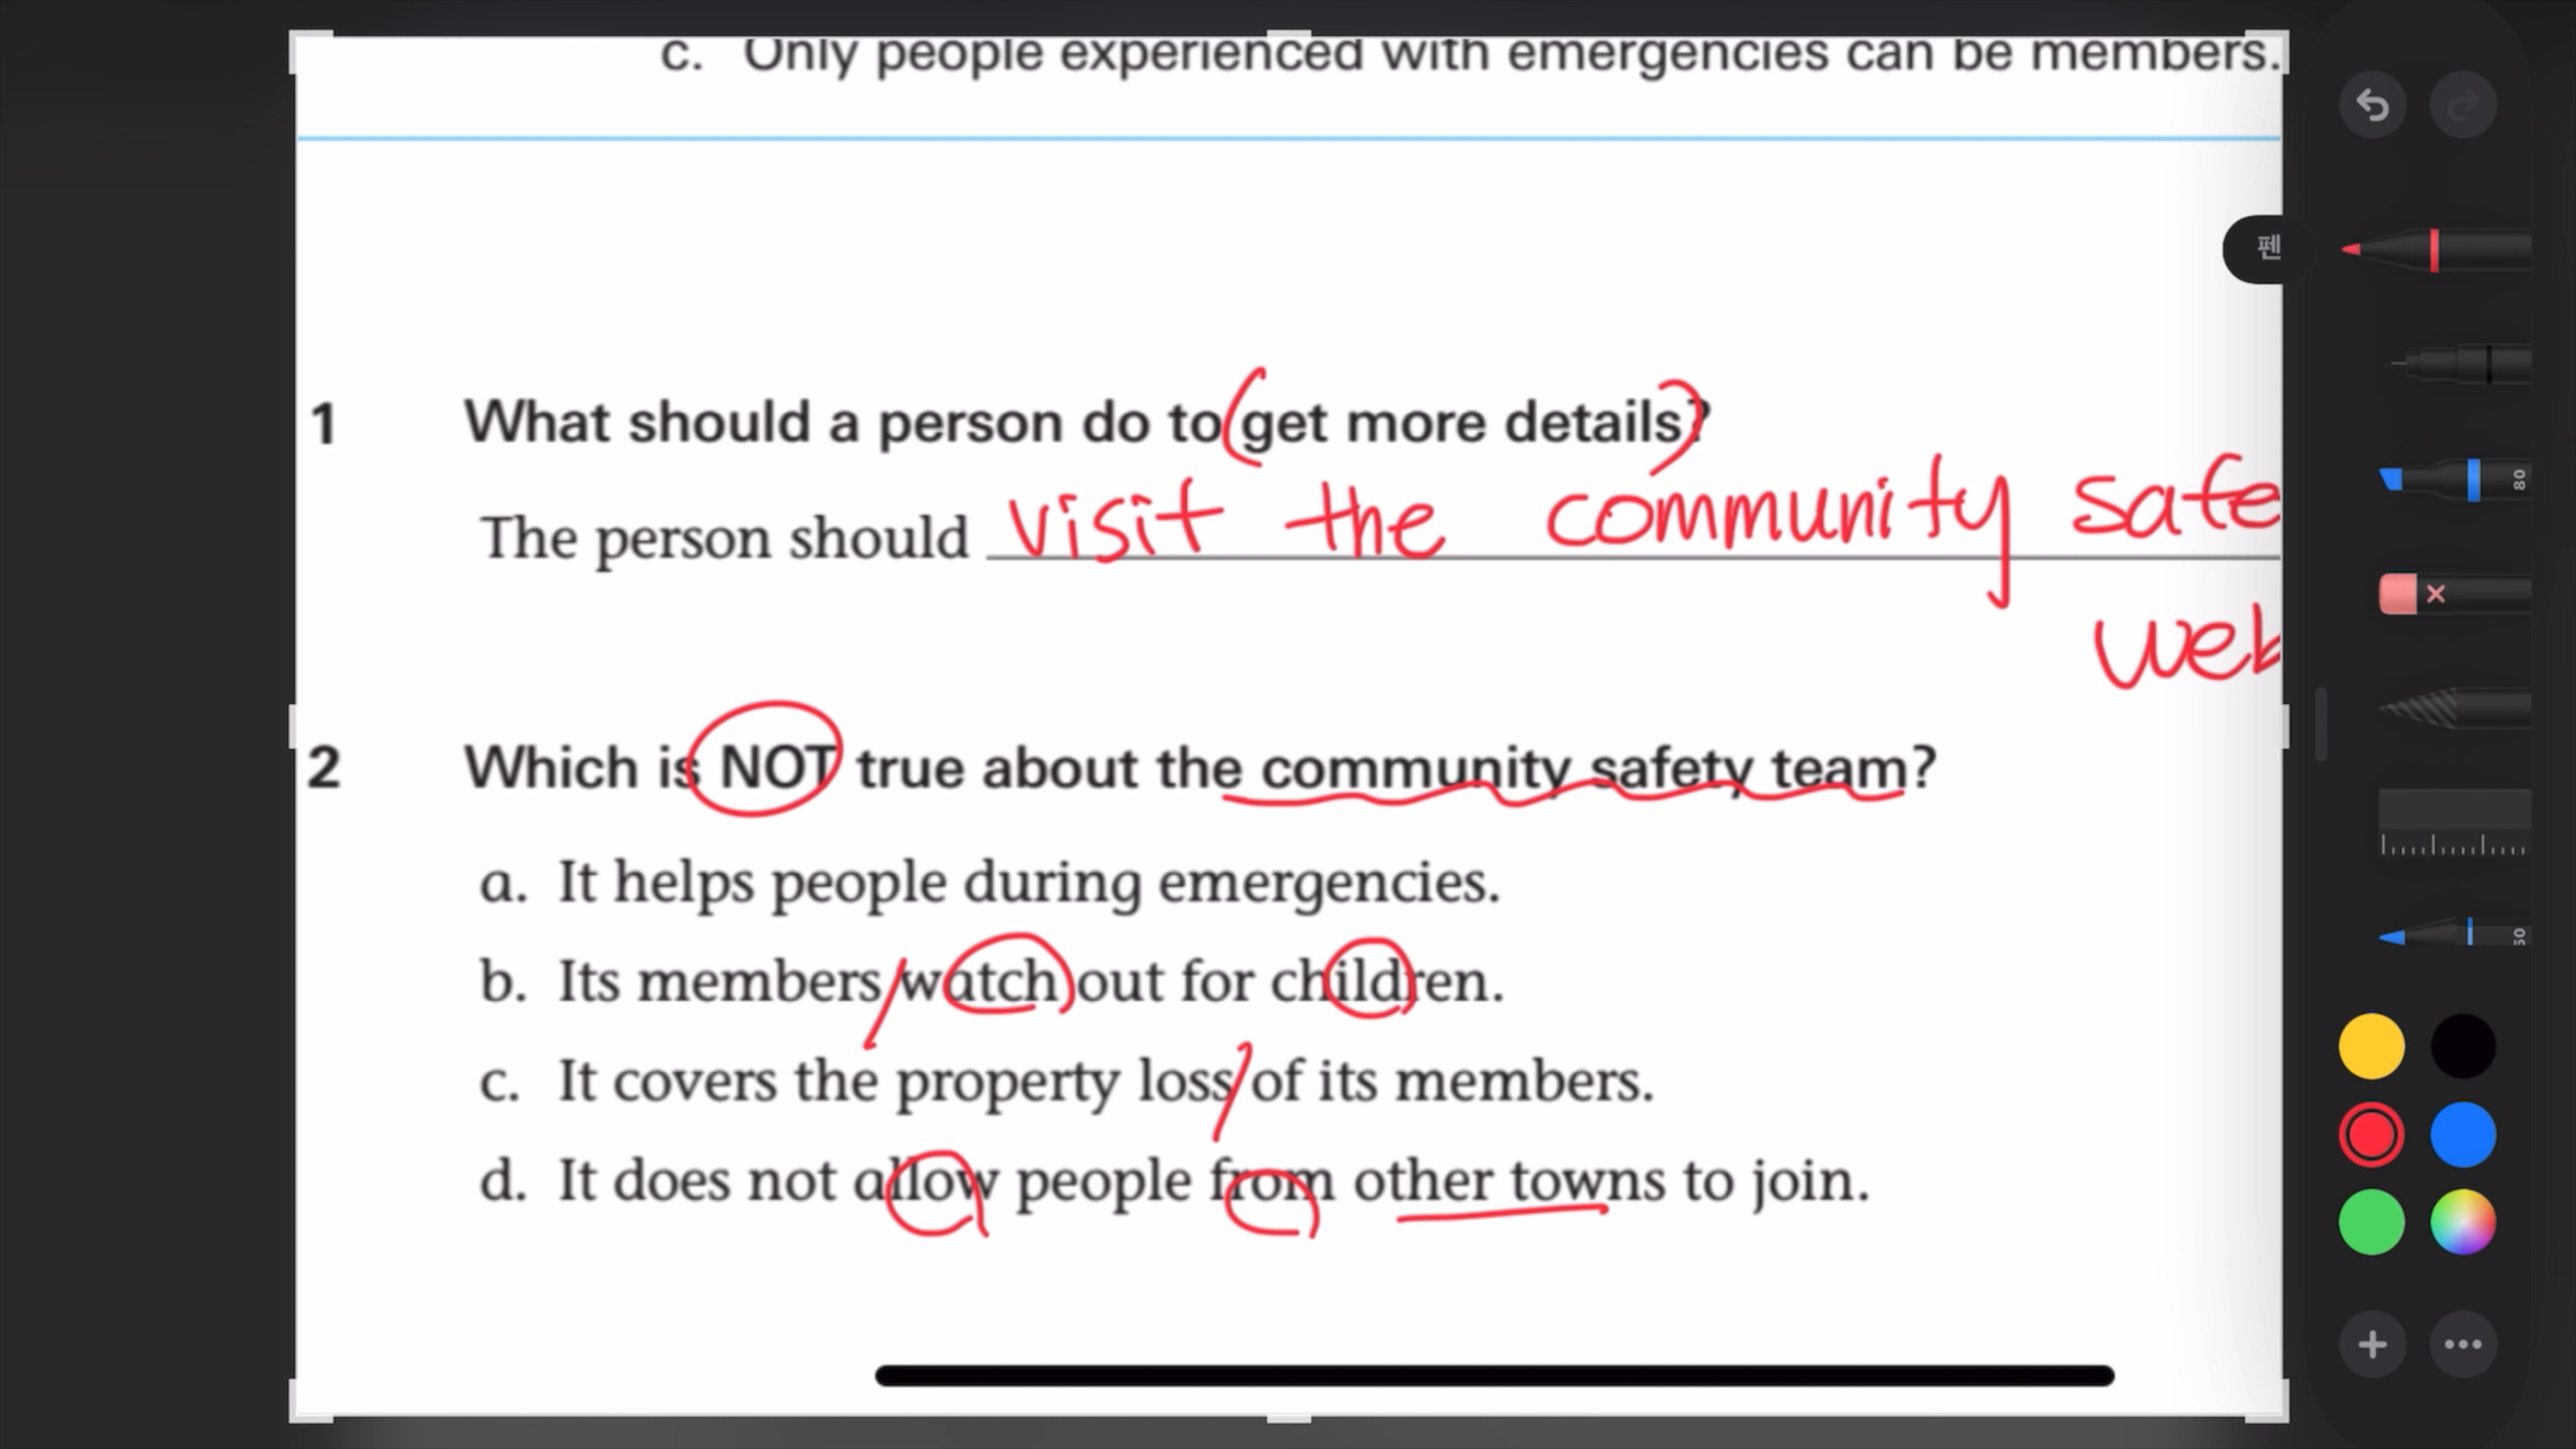 c. Only people experienced with emergencies can be members.
펜
1 What should a person do to (get more details)?
The person should visit the community safe
web
80
2 Which is NOT true about the community safety team?
a. It helps people during emergencies.
b. Its members / watch out for children.
c. It covers the property loss / of its members.
d. It does not allow people from other towns to join.
50